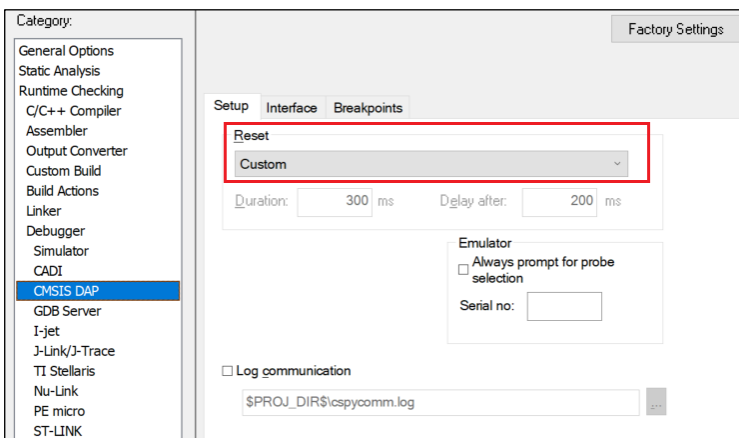 Category:
Factory Settings
General Options
Static Analysis
Runtime Checking
C/C++ Compiler
Assembler
Output Converter
Custom Build
Build Actions
Linker
Debugger
Simulator
CADI
CMSIS DAP
GDB Server
I-jet
J-Link/J-Trace
TI Stellaris
Nu-Link
PE micro
ST-LINK
Setup Interface Breakpoints
Reset
Custom
Duration: 300 ms Delay after: 200 ms
Emulator
Always prompt for probe
selection
Serial no:
Log communication
$PROJ_DIR$\cspycomm.log
...